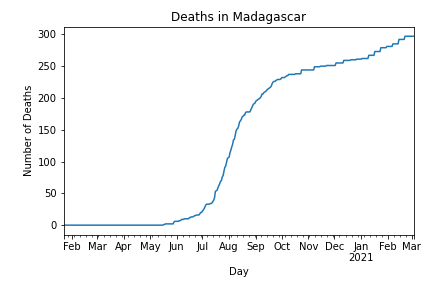 Deaths in Madagascar
Number of Deaths
300
250
200
150
100
50
0
Feb Mar Apr May Jun Jul Aug Sep Oct Nov Dec Jan Feb Mar
2021
Day